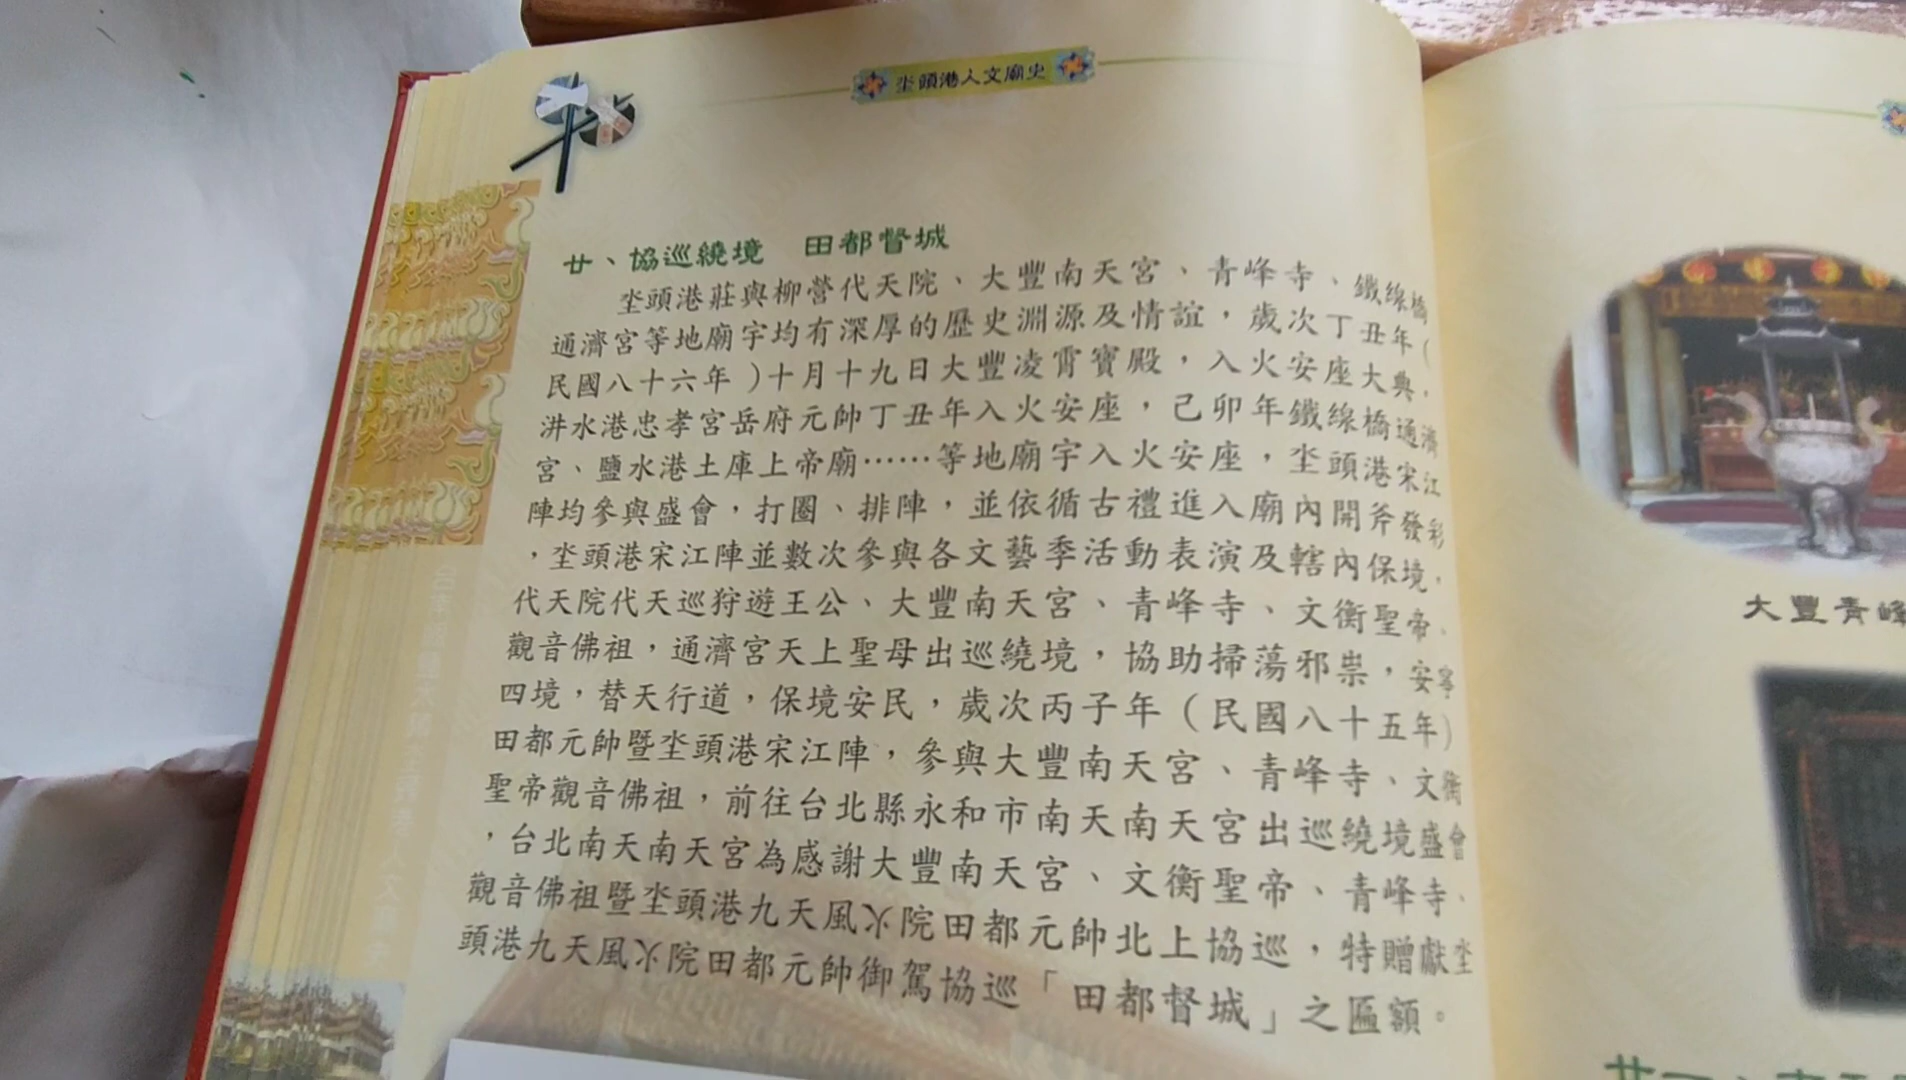 坔頭港人文廟史
廿、協巡繞境　田都督城
坔頭港莊與柳營代天院、大豐南天宮、青峰寺、鐵線橋
通濟宮等地廟宇均有深厚的歷史淵源及情誼，歲次丁丑年(
民國八十六年 )十月十九日大豐凌霄寶殿，入火安座大典，
汫水港忠孝宮岳府元帥丁丑年入火安座，己卯年鐵線橋通濟
宮、鹽水港土庫上帝廟……等地廟宇入火安座，坔頭港宋江
陣均參與盛會，打圈、排陣，並依循古禮進入廟內開斧發彩
，坔頭港宋江陣並數次參與各文藝季活動表演及轄內保境，
代天院代天巡狩遊王公、大豐南天宮、青峰寺、文衡聖帝、
觀音佛祖，通濟宮天上聖母出巡繞境，協助掃蕩邪祟，安寧
四境，替天行道，保境安民，歲次丙子年（民國八十五年）
田都元帥暨坔頭港宋江陣，參與大豐南天宮、青峰寺、文衡
聖帝觀音佛祖，前往台北縣永和市南天南天宮出巡繞境盛會
，台北南天南天宮為感謝大豐南天宮、文衡聖帝、青峰寺、
觀音佛祖暨坔頭港九天風院田都元帥北上協巡，特贈獻坔
頭港九天風院田都元帥御駕協巡「田都督城」之匾額。
大豐青峰